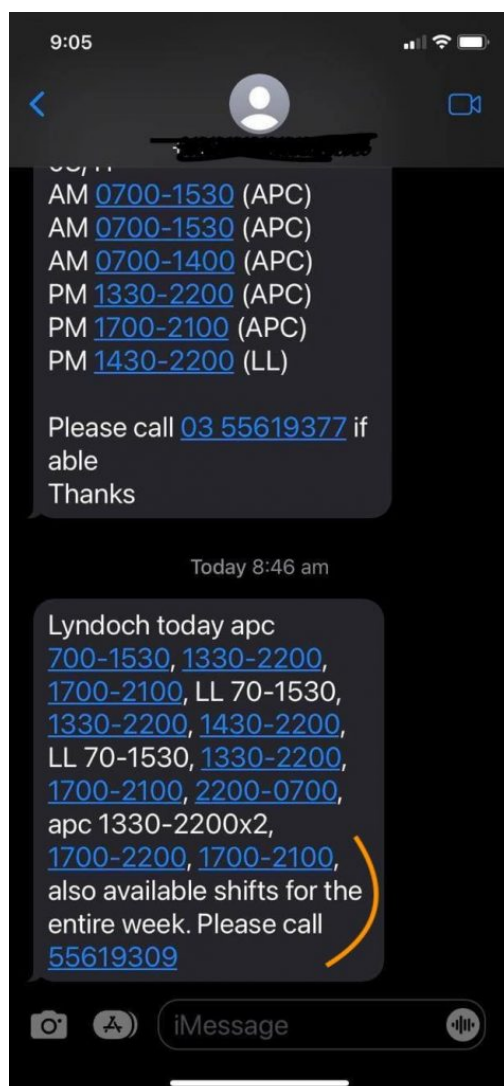 9:05
AM 0700-1530 (APC)
AM 0700-1530 (APC)
AM 0700-1400 (APC)
PM 1330-2200 (APC)
PM 1700-2100 (APC)
PM 1430-2200 (LL)
Please call 03 55619377 if
able
Thanks
Today 8:46 am
Lyndoch today apc
700-1530, 1330-2200,
1700-2100, LL 70-1530,
1330-2200, 1430-2200,
LL 70-1530, 1330-2200,
1700-2100, 2200-0700,
apc 1330-2200x2,
1700-2200, 1700-2100,
also available shifts for the
entire week. Please call
55619309
iMessage